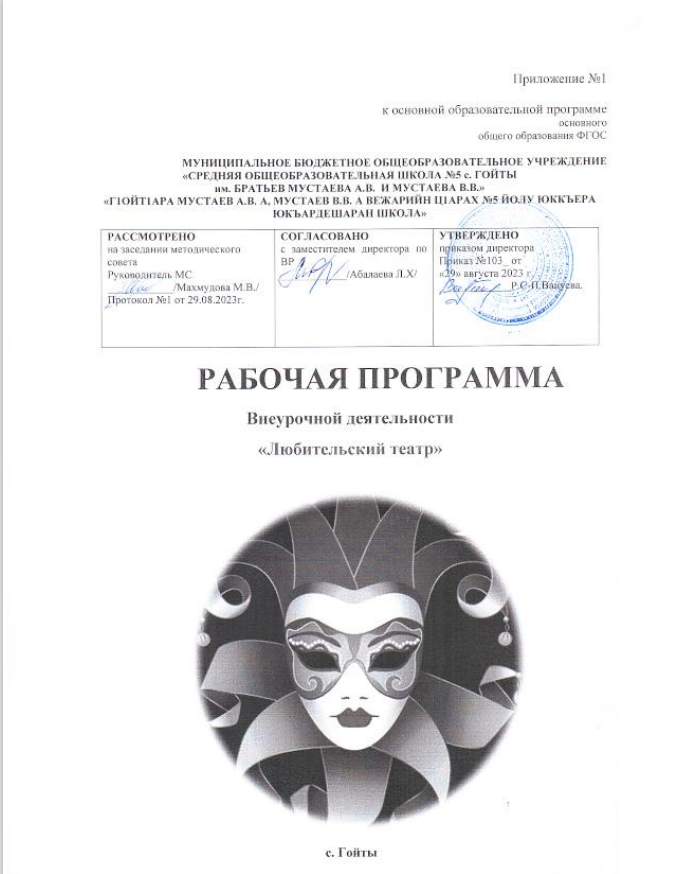 Приложение №1
к основной образовательной программе
основного
общего образования ФГОС
МУНИЦИПАЛЬНОЕ БЮДЖЕТНОЕ ОБЩЕОБРАЗОВАТЕЛЬНОЕ УЧРЕЖДЕНИЕ
«СРЕДНЯЯ ОБЩЕОБРАЗОВАТЕЛЬНАЯ ШКОЛА №5 с. ГОЙТЫ
им. БРАТЬЕВ МУСТАЕВА А.В. И МУСТАЕВА В.В.»
«Г1ОЙТ1АРА МУСТАЕВ А.В. А, МУСТАЕВ В.В. А ВЕЖАРИЙН Ц1АРАХ №5 ЙОЛУ ЮККЪЕРА
ЮКЪАРДЕШАРАН ШКОЛА»
РАССМОТРЕНО
на заседании методического
совета
Руководитель МС
/Махмудова М.В./
Протокол №1 от 29.08.2023г.
СОГЛАСОВАНО
с заместителем директора по
ВР
/Абалаева Л.Х/
УТВЕРЖДЕНО
приказом директора
Приказ №103_ от
«29» августа 2023 г.
РАБОЧАЯ ПРОГРАММА
Внеурочной деятельности
«Любительский театр»
с. Гойты